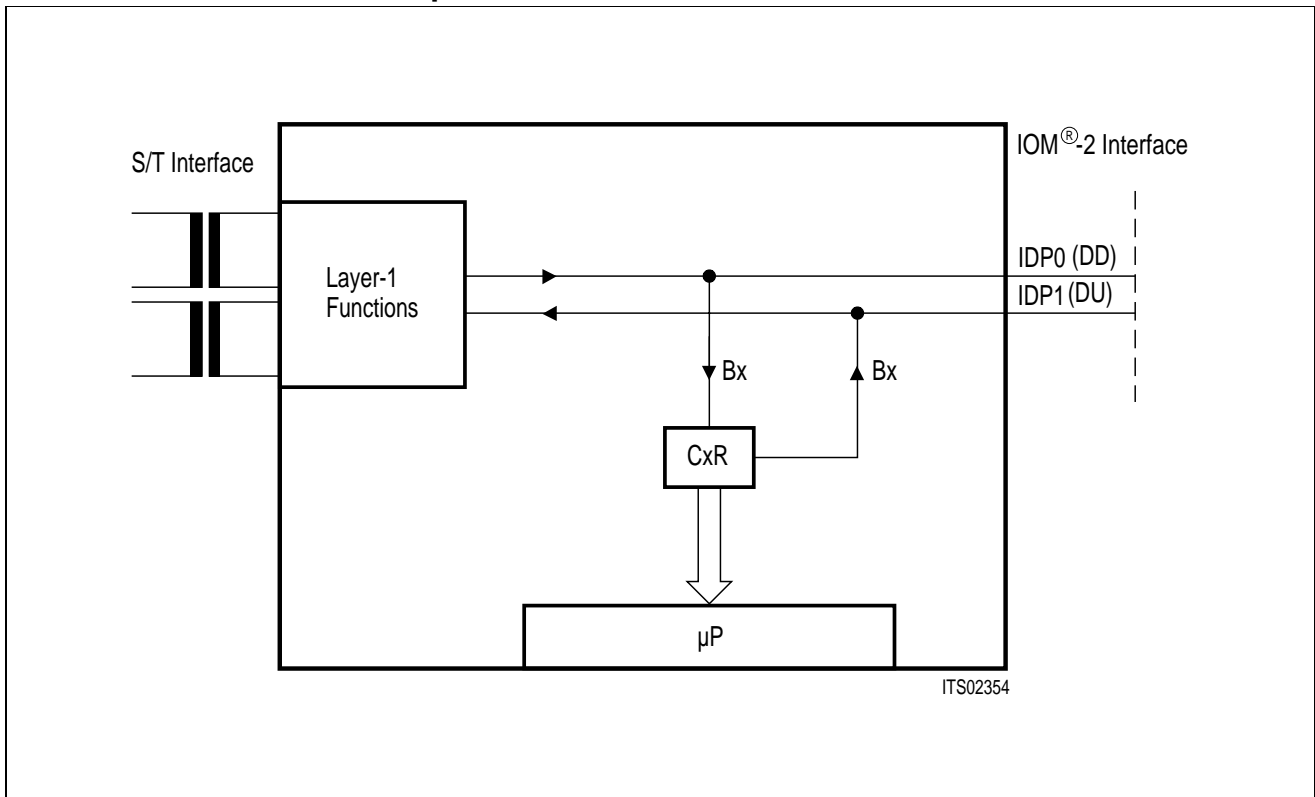 S/T Interface
IOM®-2 Interface
Layer-1
Functions
IDP0 (DD)
IDP1 (DU)
Bx
Bx
CxR
µP
ITS02354